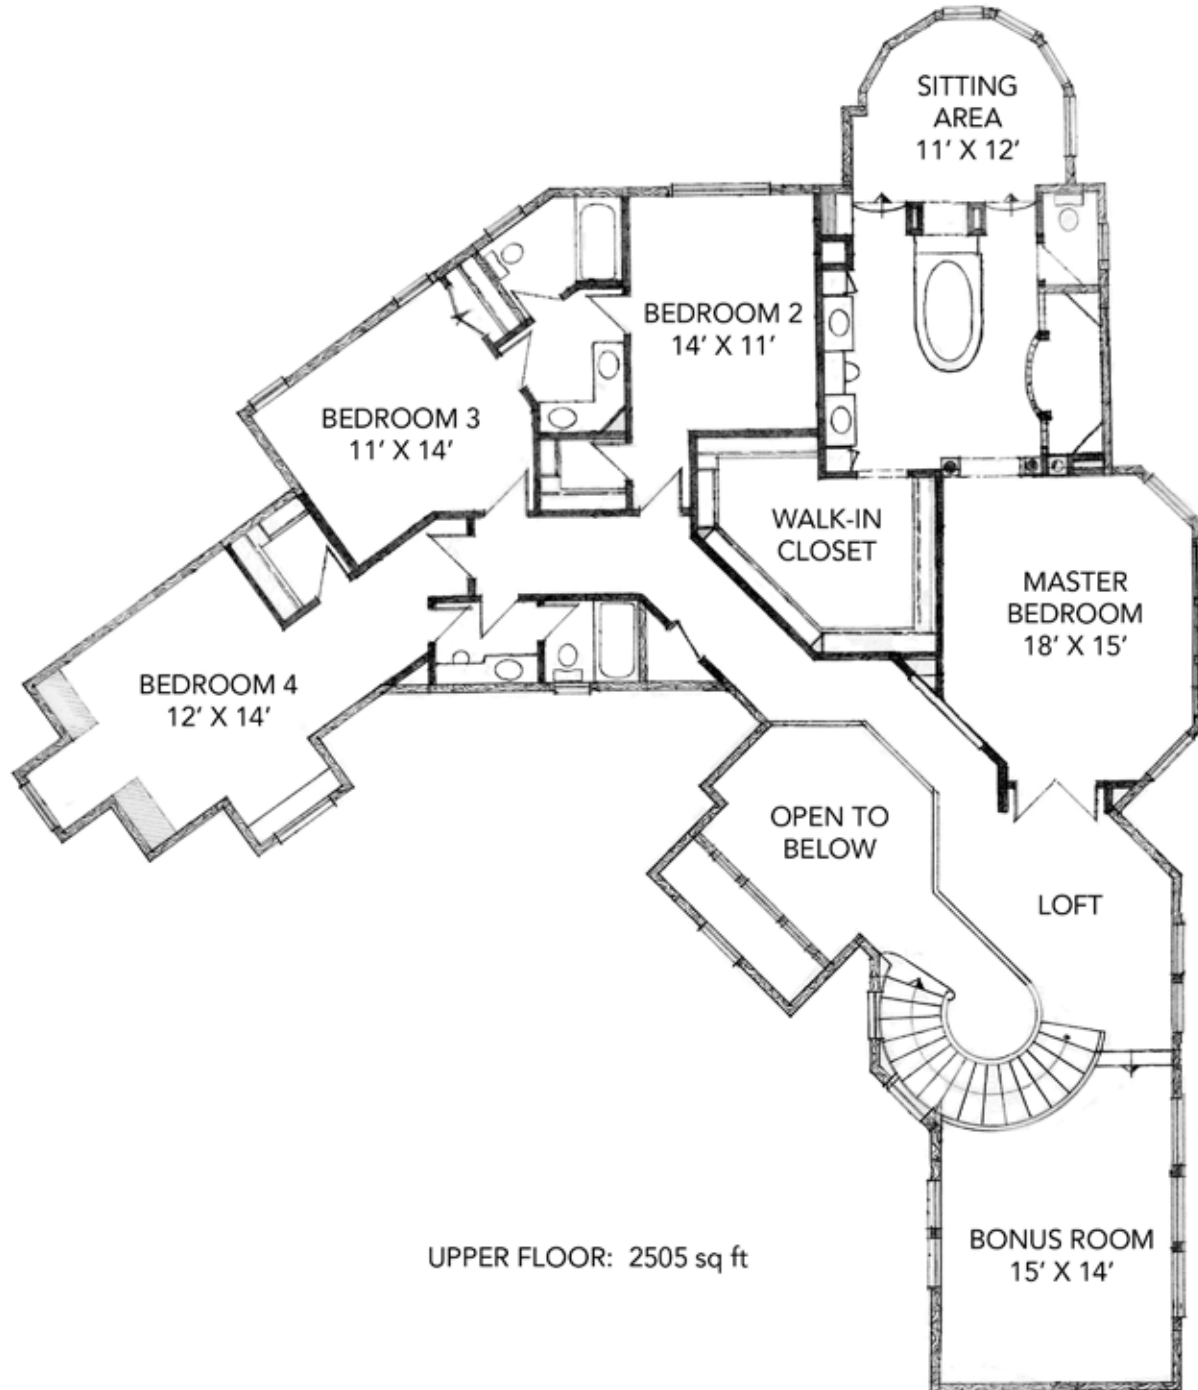 SITTING
AREA
11’ X 12’
BEDROOM 2
14’ X 11’
BEDROOM 3
11’ X 14’
WALK-IN
CLOSET
MASTER
BEDROOM
18’ X 15’
BEDROOM 4
12’ X 14’
OPEN TO
BELOW
LOFT
BONUS ROOM
15’ X 14’
UPPER FLOOR: 2505 sq ft